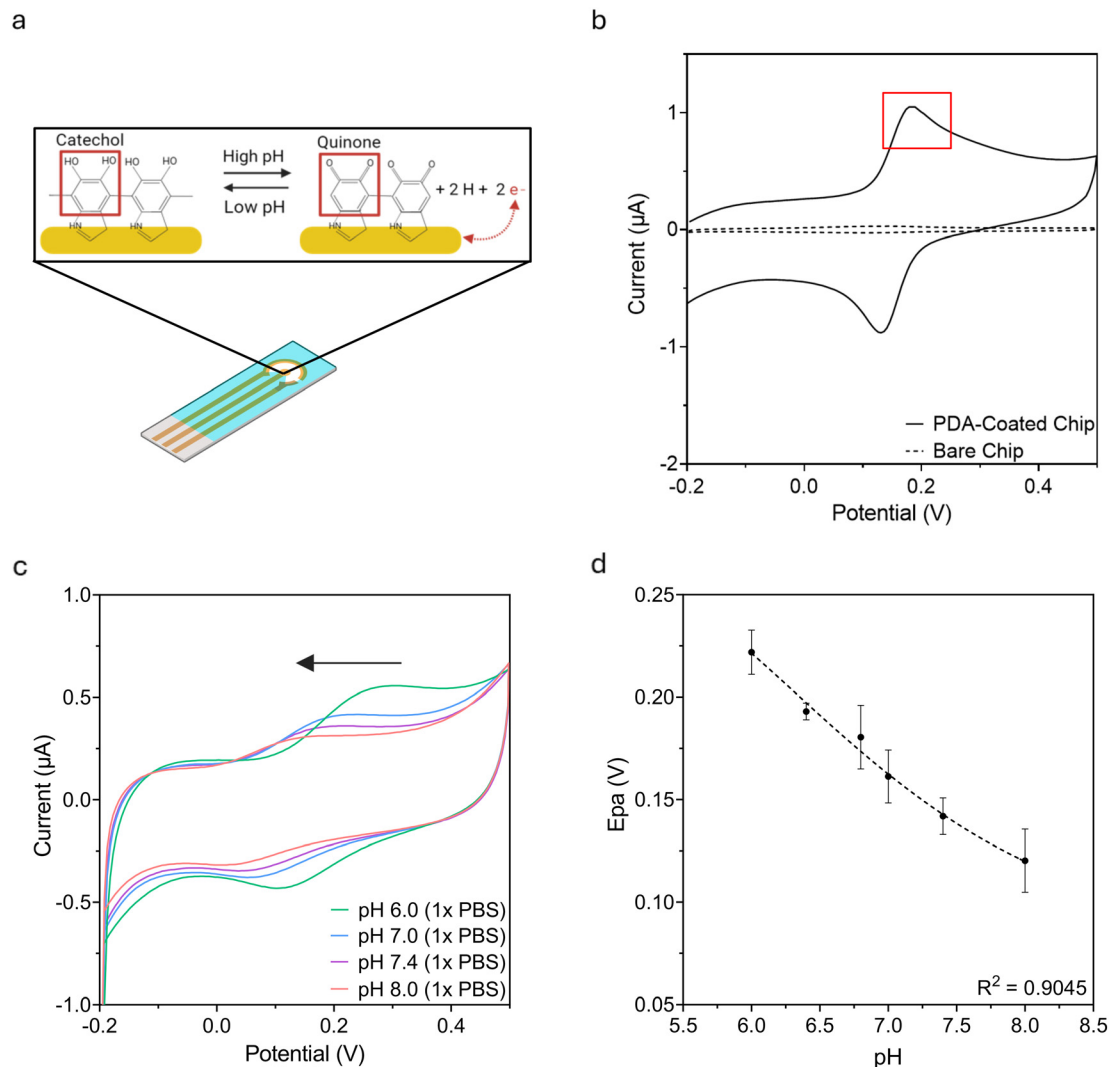 a
Catechol
HO HO HO OH
HN HN
High pH
Low pH
Quinone
O O O O
HN HN
+ 2 H + 2 e-
b
Current (µA)
1
0
-1
-2
-0.2 0.0 0.2 0.4
Potential (V)
PDA-Coated Chip
Bare Chip
c
Current (µA)
1.0
0.5
0.0
-0.5
-1.0
-0.2 0.0 0.2 0.4
Potential (V)
pH 6.0 (1x PBS)
pH 7.0 (1x PBS)
pH 7.4 (1x PBS)
pH 8.0 (1x PBS)
d
Epa (V)
0.25
0.20
0.15
0.10
0.05
5.5 6.0 6.5 7.0 7.5 8.0 8.5
pH
R² = 0.9045